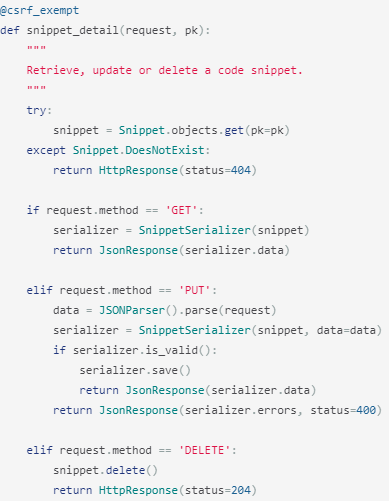 @csrf_exempt
def snippet_detail(request, pk):
    """
    Retrieve, update or delete a code snippet.
    """
    try:
        snippet = Snippet.objects.get(pk=pk)
    except Snippet.DoesNotExist:
        return HttpResponse(status=404)

    if request.method == 'GET':
        serializer = SnippetSerializer(snippet)
        return JsonResponse(serializer.data)

    elif request.method == 'PUT':
        data = JSONParser().parse(request)
        serializer = SnippetSerializer(snippet, data=data)
        if serializer.is_valid():
            serializer.save()
            return JsonResponse(serializer.data)
        return JsonResponse(serializer.errors, status=400)

    elif request.method == 'DELETE':
        snippet.delete()
        return HttpResponse(status=204)